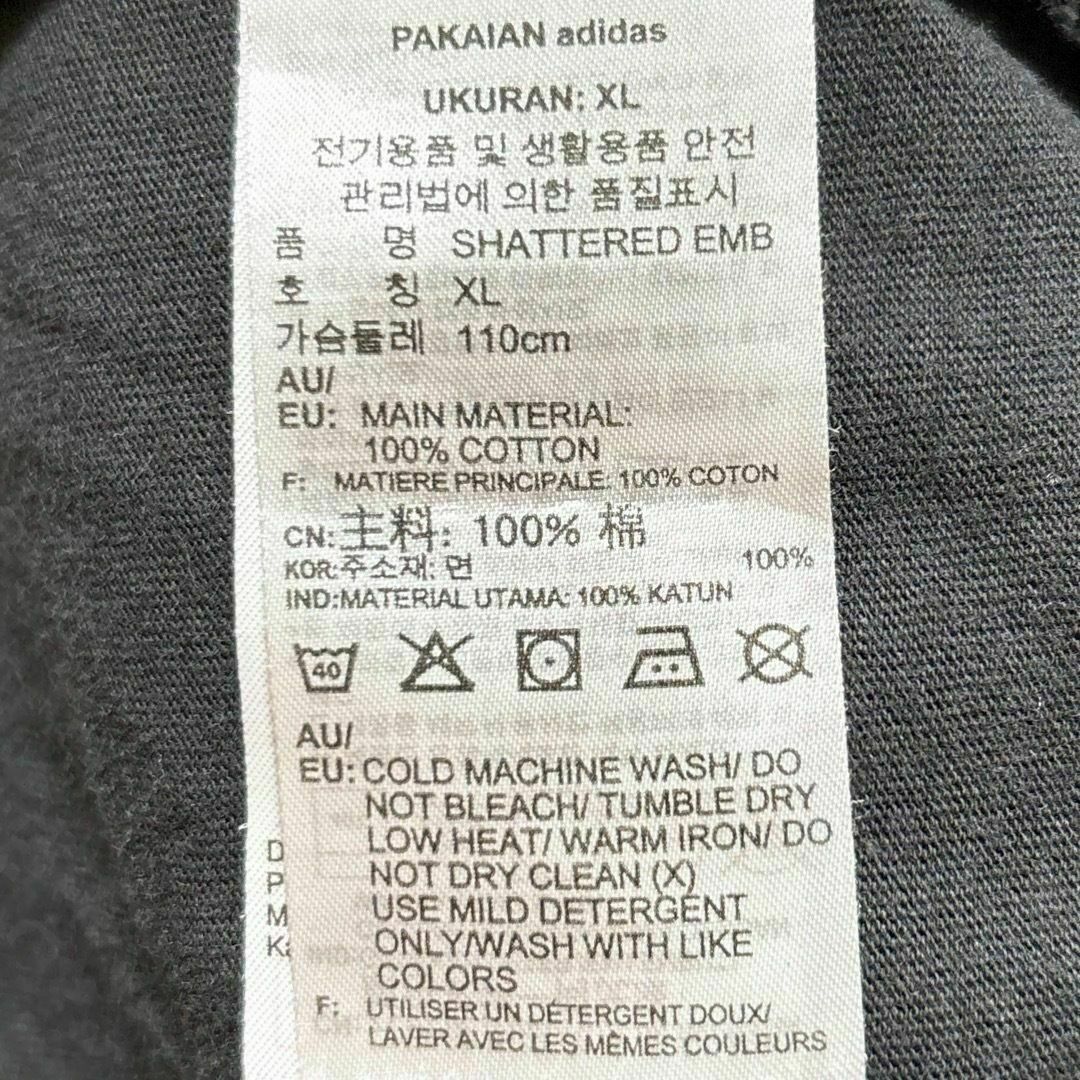 PAKAIAN adidas
UKURAN: XL
전기용품 및 생활용품 안전
관리법에 의한 품질표시
품 명 SHATTERED EMB
호 칭 XL
가슴둘레 110cm
AU/
EU: MAIN MATERIAL:
100% COTTON
F: MATIERE PRINCIPALE: 100% COTON
CN:主料: 100% 棉
KOR:주소재: 면 100%
IND:MATERIAL UTAMA: 100% KATUN
40
AU/
EU: COLD MACHINE WASH/ DO
NOT BLEACH/ TUMBLE DRY
LOW HEAT/ WARM IRON/ DO
NOT DRY CLEAN (X)
USE MILD DETERGENT
ONLY/WASH WITH LIKE
COLORS
F: UTILISER UN DÉTERGENT DOUX/
LAVER AVEC LES MÊMES COULEURS
D
P
M